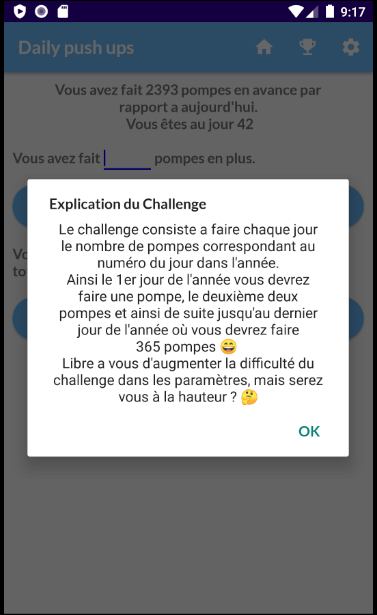 9:17
Daily push ups
Vous avez fait 2393 pompes en avance par
rapport a aujourd'hui.
Vous êtes au jour 42
Vous avez fait pompes en plus.
Explication du Challenge
Le challenge consiste a faire chaque jour
le nombre de pompes correspondant au
numéro du jour dans l'année.
Ainsi le 1er jour de l'année vous devrez
faire une pompe, le deuxième deux
pompes et ainsi de suite jusqu'au dernier
jour de l'année où vous devrez faire
365 pompes 😄
Libre a vous d'augmenter la difficulté du
challenge dans les paramètres, mais serez
vous à la hauteur ? 🤔
OK